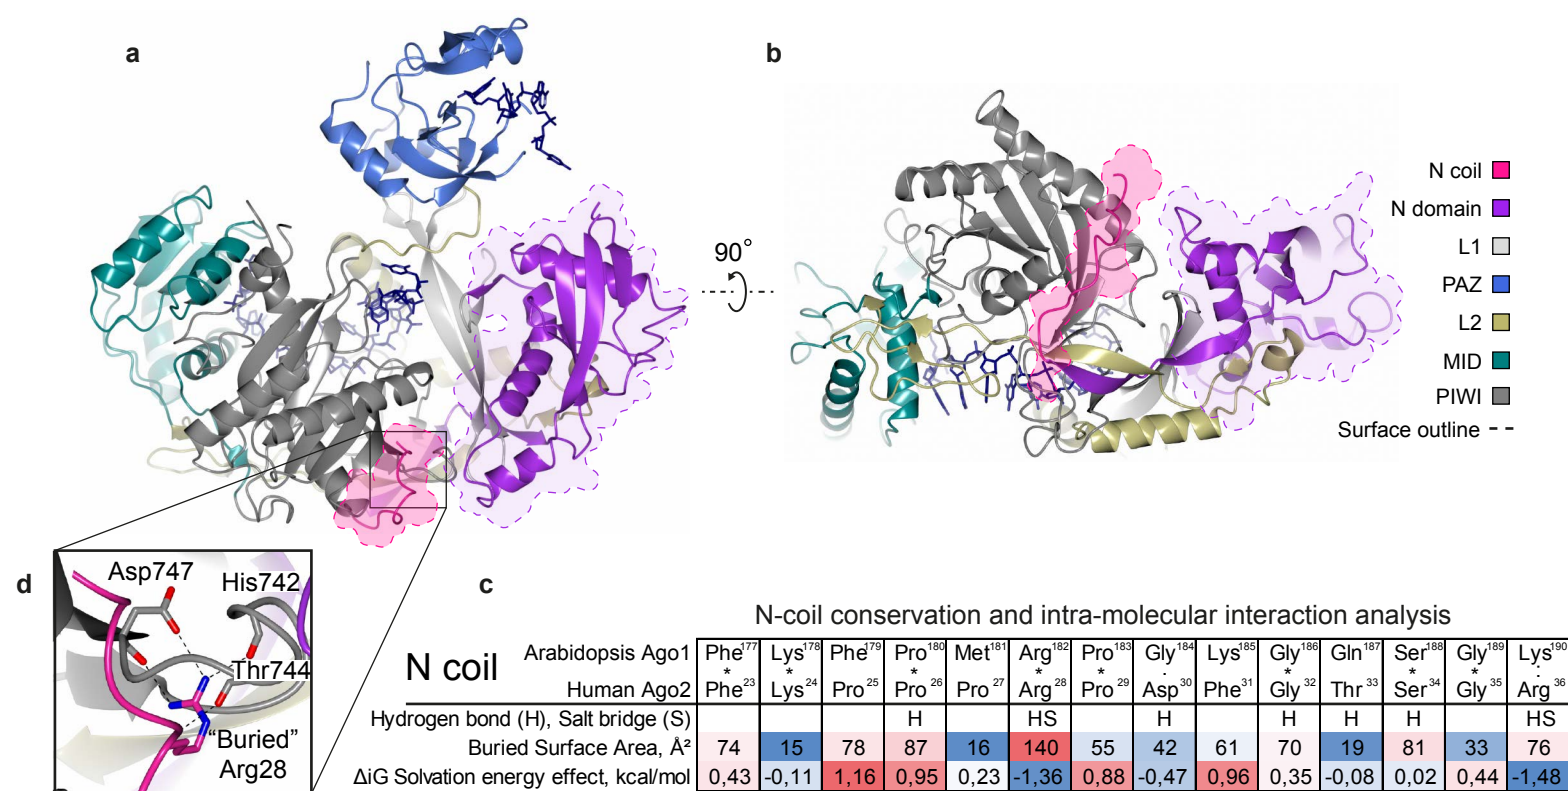 a
b
90°
N coil
N domain
L1
PAZ
L2
MID
PIWI
Surface outline
d
Asp747
His742
Thr744
"Buried"
Arg28
c
N-coil conservation and intra-molecular interaction analysis
N coil
Arabidopsis Ago1 Phe177 Lys178 Phe179 Pro180 Met181 Arg182 Pro183 Gly184 Lys185 Gly186 Gln187 Ser188 Gly189 Lys190
* * * * * . * * * :
Human Ago2 Phe23 Lys24 Pro25 Pro26 Pro27 Arg28 Pro29 Asp30 Phe31 Gly32 Thr33 Ser34 Gly35 Arg36
Hydrogen bond (H), Salt bridge (S) H HS H H H H HS
Buried Surface Area, Å² 74 15 78 87 16 140 55 42 61 70 19 81 33 76
ΔiG Solvation energy effect, kcal/mol 0,43 -0,11 1,16 0,95 0,23 -1,36 0,88 -0,47 0,96 0,35 -0,08 0,02 0,44 -1,48